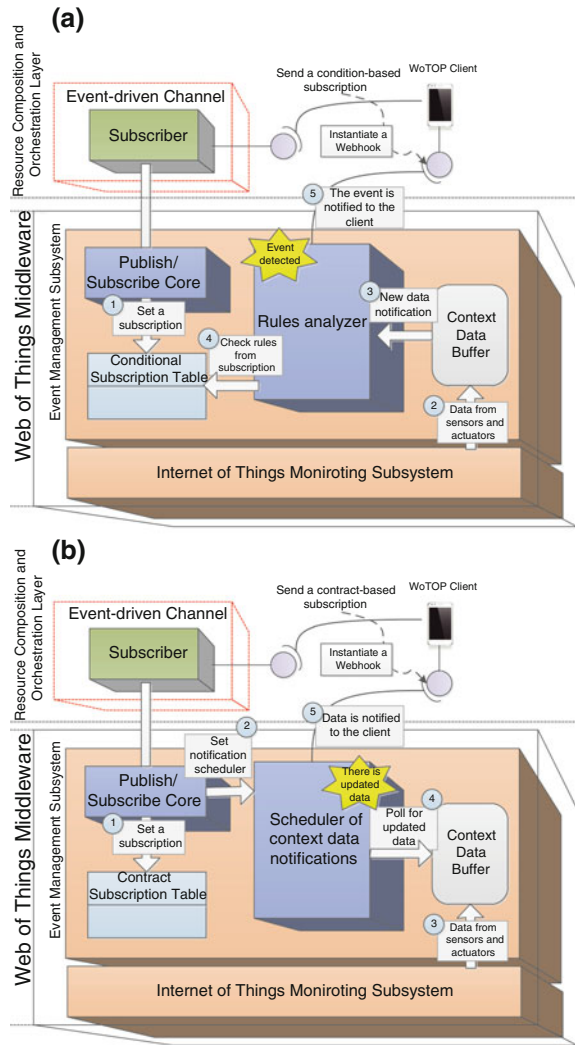 (a)
Resource Composition and
Orchestration Layer
Event-driven Channel
Subscriber
Send a condition-based
subscription
WoTOP Client
Instantiate a
Webhook
5
The event is
notified to the
client
Web of Things Middleware
Event Management Subsystem
Publish/
Subscribe Core
1
Set a
subscription
Conditional
Subscription Table
Event
detected
Rules analyzer
4
Check rules
from
subscription
3
New data
notification
Context
Data
Buffer
2
Data from
sensors and
actuators
Internet of Things Moniroting Subsystem
(b)
Resource Composition and
Orchestration Layer
Event-driven Channel
Subscriber
Send a contract-based
subscription
WoTOP Client
Instantiate a
Webhook
5
Data is notified
to the client
2
Set
notification
scheduler
Web of Things Middleware
Event Management Subsystem
Publish/
Subscribe Core
1
Set a
subscription
Contract
Subscription Table
There is
updated
data
Scheduler of
context data
notifications
4
Poll for
updated
data
Context
Data
Buffer
3
Data from
sensors and
actuators
Internet of Things Moniroting Subsystem